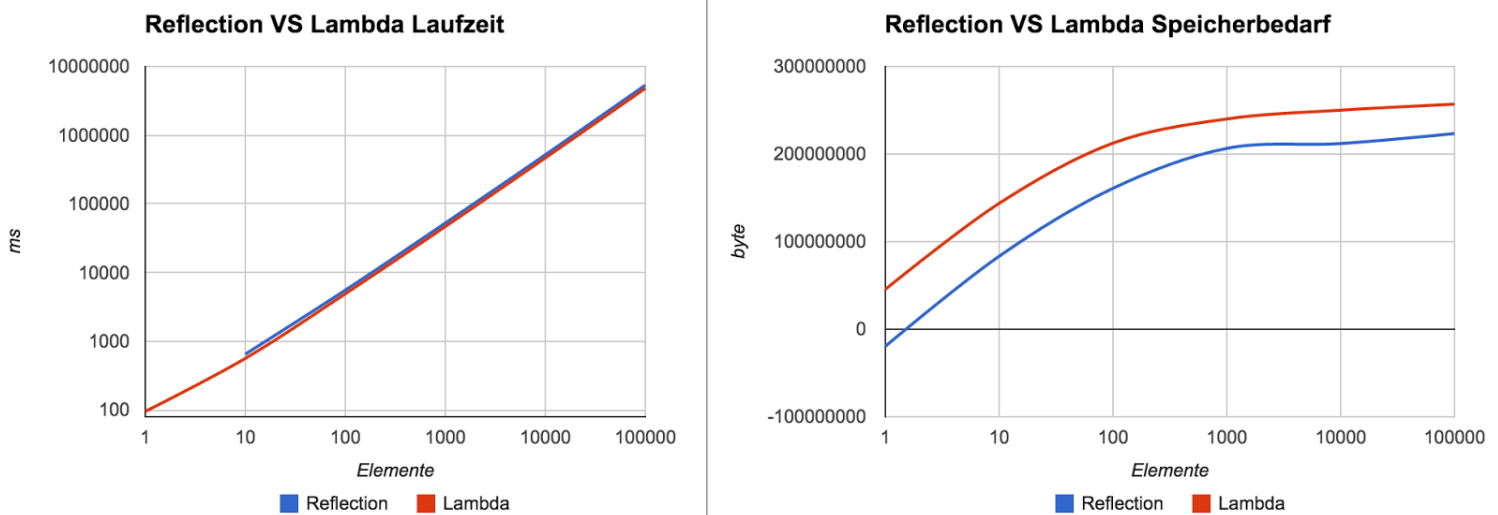 Reflection VS Lambda Laufzeit
10000000
1000000
100000
10000
1000
100
ms
1 10 100 1000 10000 100000
Elemente
Reflection Lambda
Reflection VS Lambda Speicherbedarf
300000000
200000000
100000000
0
-100000000
byte
1 10 100 1000 10000 100000
Elemente
Reflection Lambda